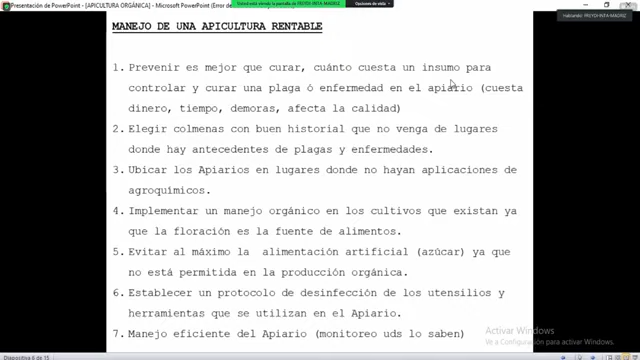 Presentación de PowerPoint - [APICULTURA ORGÁNICA] - Microsoft PowerPoint (Error de
Opciones de vista
Hablando: FREYDI-INTA-MADRIZ
MANEJO DE UNA APICULTURA RENTABLE
1. Prevenir es mejor que curar, cuánto cuesta un insumo para
controlar y curar una plaga ó enfermedad en el apiario (cuesta
dinero, tiempo, demoras, afecta la calidad)
2. Elegir colmenas con buen historial que no venga de lugares
donde hay antecedentes de plagas y enfermedades.
3. Ubicar los Apiarios en lugares donde no hayan aplicaciones de
agroquímicos.
4. Implementar un manejo orgánico en los cultivos que existan ya
que la floración es la fuente de alimentos.
5. Evitar al máximo la alimentación artificial (azúcar) ya que
no está permitida en la producción orgánica.
6. Establecer un protocolo de desinfección de los utensilios y
herramientas que se utilizan en el Apiario.
7. Manejo eficiente del Apiario (monitoreo uds lo saben)
Activar Windows
Ve a Configuración para activar Windows.
Diapositiva 6 de 15